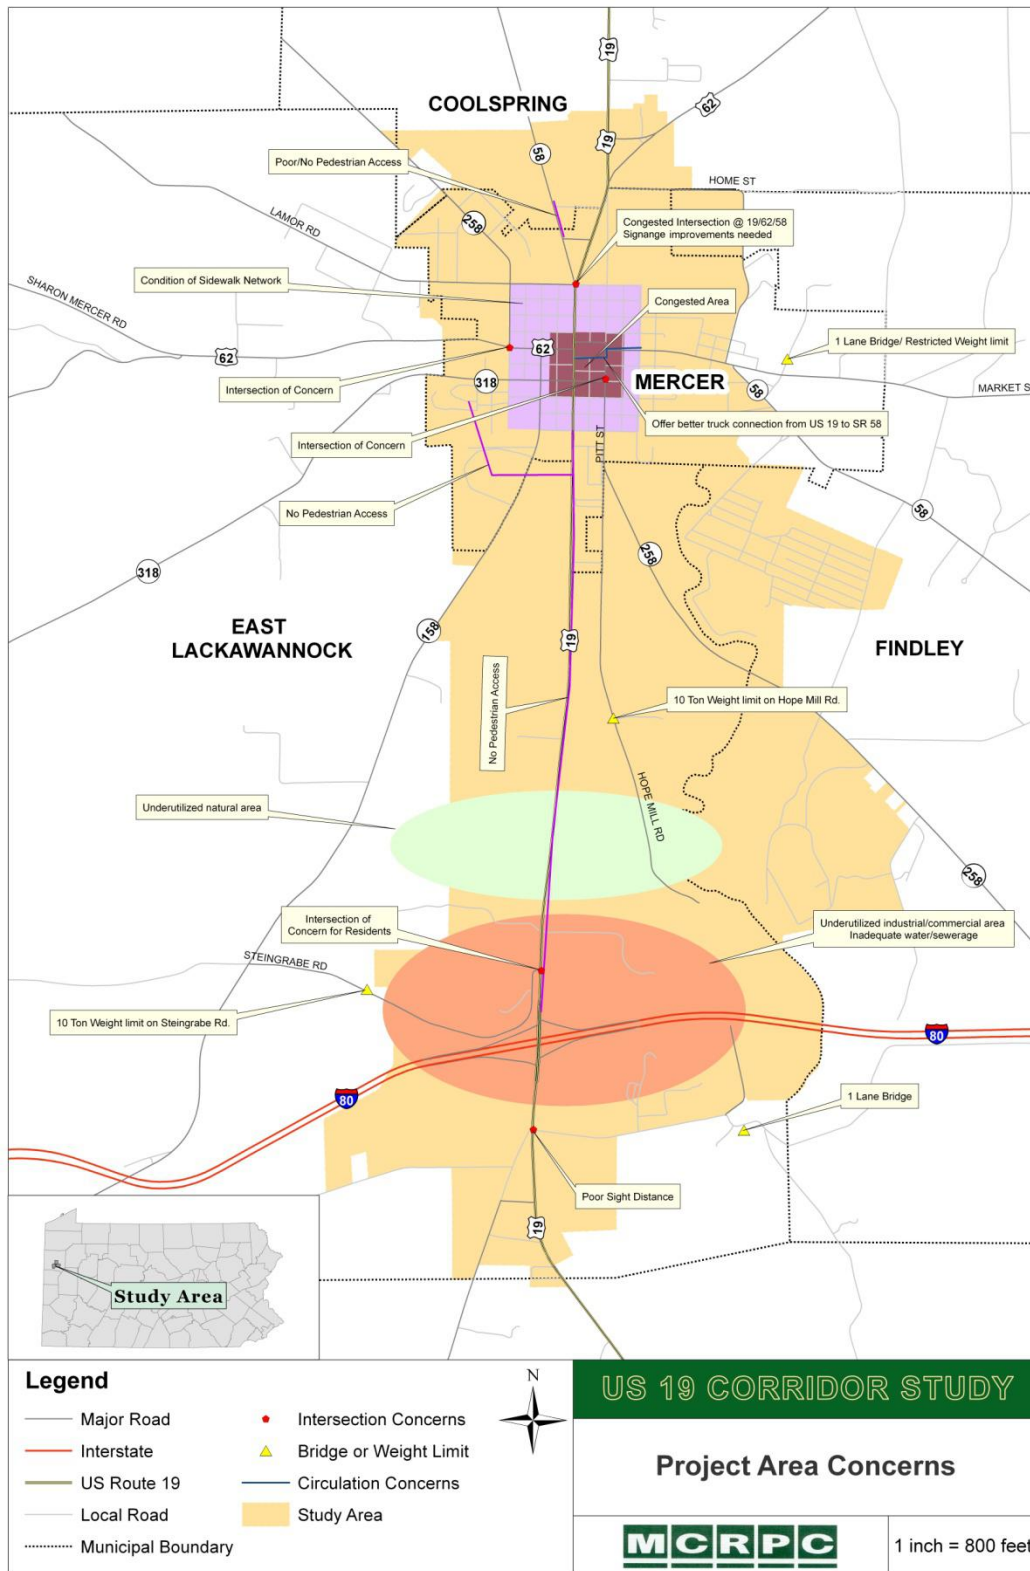 COOLSPRING
19
62
58
19
Poor/No Pedestrian Access
HOME ST
LAMOR RD
258
Congested Intersection @ 19/62/58
Signange improvements needed
Condition of Sidewalk Network
SHARON MERCER RD
Congested Area
62
62
1 Lane Bridge/ Restricted Weight limit
Intersection of Concern
318
MERCER
58
MARKET S
Offer better truck connection from US 19 to SR 58
Intersection of Concern
PITT ST
No Pedestrian Access
58
258
318
EAST
LACKAWANNOCK
158
19
FINDLEY
No Pedestrian Access
10 Ton Weight limit on Hope Mill Rd.
HOPE MILL RD
Underutilized natural area
258
Intersection of
Concern for Residents
Underutilized industrial/commercial area
Inadequate water/sewerage
STEINGRABE RD
10 Ton Weight limit on Steingrabe Rd.
80
80
1 Lane Bridge
Poor Sight Distance
19
Study Area
Legend
Major Road
Interstate
US Route 19
Local Road
Municipal Boundary
Intersection Concerns
Bridge or Weight Limit
Circulation Concerns
Study Area
N
US 19 CORRIDOR STUDY
Project Area Concerns
MCRPC
1 inch = 800 feet